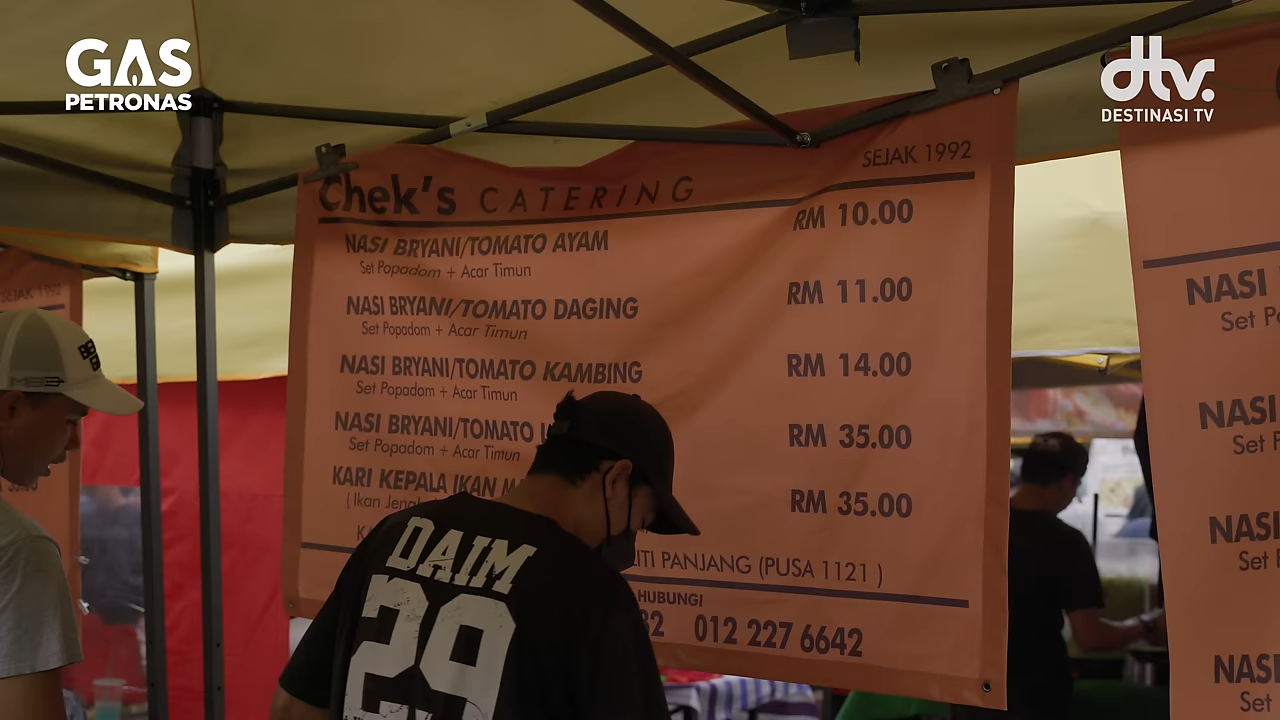 GAS
PETRONAS
dtv.
DESTINASI TV
SEJAK 1992
Chek's CATERING
NASI BRYANI/TOMATO AYAM RM 10.00
Set Popadom + Acar Timun
NASI BRYANI/TOMATO DAGING RM 11.00
Set Popadom + Acar Timun
NASI BRYANI/TOMATO KAMBING RM 14.00
Set Popadom + Acar Timun
NASI BRYANI/TOMATO RM 35.00
Set Popadom + Acar Timun
KARI KEPALA IKAN RM 35.00
(Ikan
PANJANG (PUSA 1121 )
HUBUNGI
012 227 6642
DAIM
29
SEJAK 1992
NASI
Set
NASI
Set
NASI
Set
NASI
Set